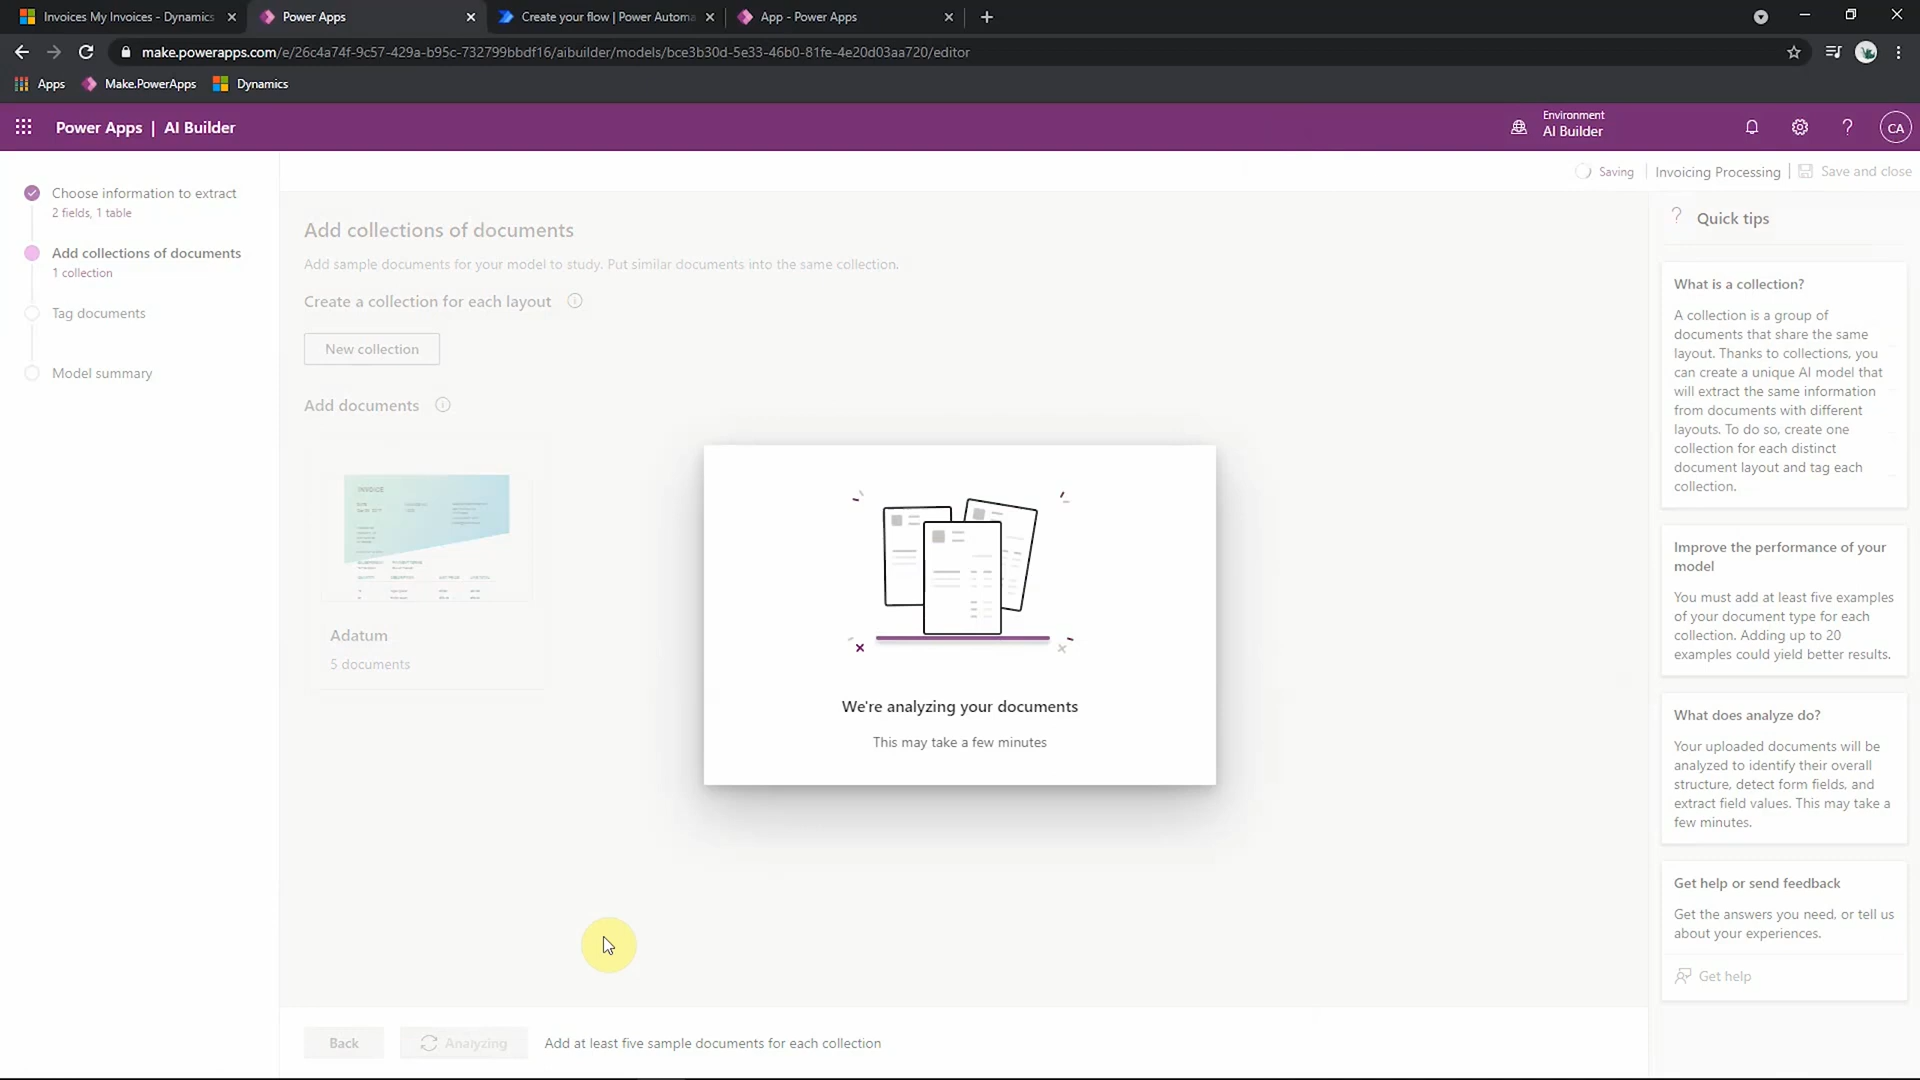 Invoices My Invoices - Dynamics
Power Apps
Create your flow | Power Automa
App - Power Apps
make.powerapps.com/e/26c4a74f-9c57-429a-b95c-732799bbdf16/aibuilder/models/bce3b30d-5e33-46b0-81fe-4e20d03aa720/editor
Apps
Make.PowerApps
Dynamics
Power Apps | AI Builder
Environment
AI Builder
CA
Saving
Invoicing Processing
Save and close
Choose information to extract
2 fields, 1 table
Add collections of documents
1 collection
Tag documents
Model summary
Add collections of documents
Add sample documents for your model to study. Put similar documents into the same collection.
Create a collection for each layout
New collection
Add documents
INVOICE
Adatum
5 documents
We're analyzing your documents
This may take a few minutes
Back
Analyzing
Add at least five sample documents for each collection
Quick tips
What is a collection?
A collection is a group of
documents that share the same
layout. Thanks to collections, you
can create a unique AI model that
will extract the same information
from documents with different
layouts. To do so, create one
collection for each distinct
document layout and tag each
collection.
Improve the performance of your
model
You must add at least five examples
of your document type for each
collection. Adding up to 20
examples could yield better results.
What does analyze do?
Your uploaded documents will be
analyzed to identify their overall
structure, detect form fields, and
extract field values. This may take a
few minutes.
Get help or send feedback
Get the answers you need, or tell us
about your experiences.
Get help